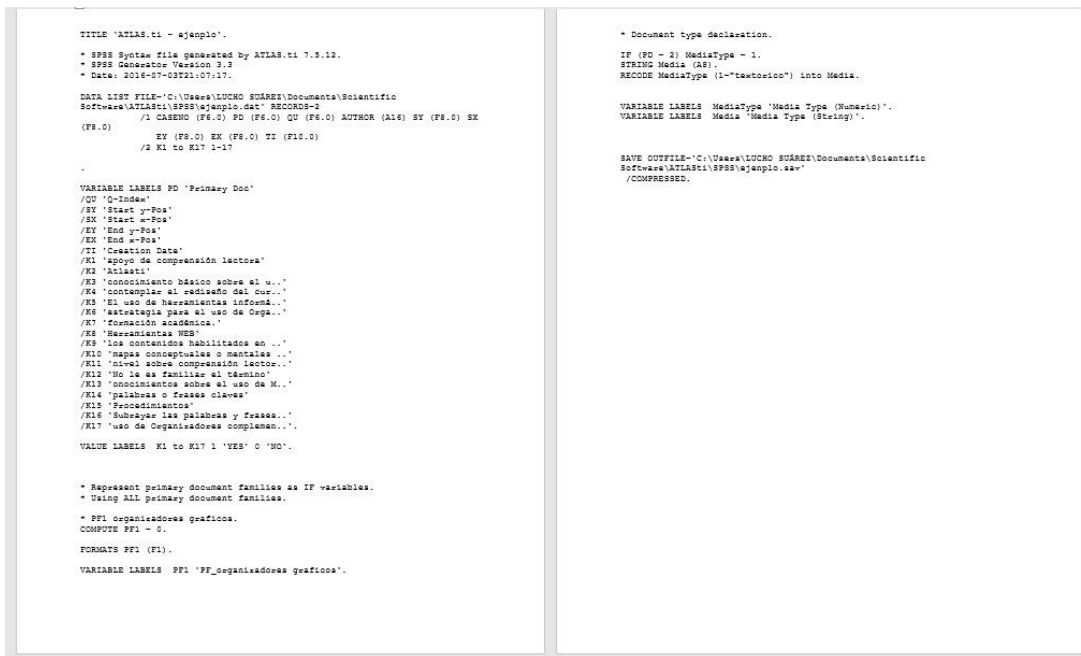 TITLE 'ATLAS.ti - ejenplo'.
* SPSS Syntax file generated by ATLAS.ti 7.5.12.
* SPSS Generator Version 3.3
* Date: 2016-07-03T21:07:17.
DATA LIST FILE='C:\Users\LUCHO SUÁREZ\Documents\Scientific
Software\ATLASti\SPSS\ejenplo.dat' RECORDS=2
/1 CASENO (F6.0) PD (F6.0) QU (F6.0) AUTHOR (A16) SY (F8.0) SX
(F8.0)
EY (F8.0) EX (F8.0) TI (F10.0)
/2 K1 to K17 1-17
.
VARIABLE LABELS PD 'Primary Doc'
/QU 'Q-Index'
/SY 'Start y-Pos'
/SX 'Start x-Pos'
/EY 'End y-Pos'
/EX 'End x-Pos'
/TI 'Creation Date'
/K1 'apoyo de comprensión lectora'
/K2 'Atlasti'
/K3 'conocimiento básico sobre el u..'
/K4 'contemplar el rediseño del cur..'
/K5 'El uso de herramientas informá..'
/K6 'estrategia para el uso de Orga..'
/K7 'formación académica.'
/K8 'Herramientas WEB'
/K9 'los contenidos habilitados en ..'
/K10 'mapas conceptuales o mentales ..'
/K11 'nivel sobre comprensión lector..'
/K12 'No le es familiar el término'
/K13 'onocimientos sobre el uso de M..'
/K14 'palabras o frases claves'
/K15 'Procedimientos'
/K16 'Subrayar las palabras y frases..'
/K17 'uso de Organizadores complemen..'.
VALUE LABELS K1 to K17 1 'YES' 0 'NO'.
* Represent primary document families as IF variables.
* Using ALL primary document families.
* PF1 organizadores graficos.
COMPUTE PF1 = 0.
FORMATS PF1 (F1).
VARIABLE LABELS PF1 'PF_organizadores graficos'.
* Document type declaration.
IF (PD = 2) MediaType = 1.
STRING Media (A8).
RECODE MediaType (1="textorico") into Media.
VARIABLE LABELS MediaType 'Media Type (Numeric)'.
VARIABLE LABELS Media 'Media Type (String)'.
SAVE OUTFILE='C:\Users\LUCHO SUÁREZ\Documents\Scientific
Software\ATLASti\SPSS\ejenplo.sav'
/COMPRESSED.